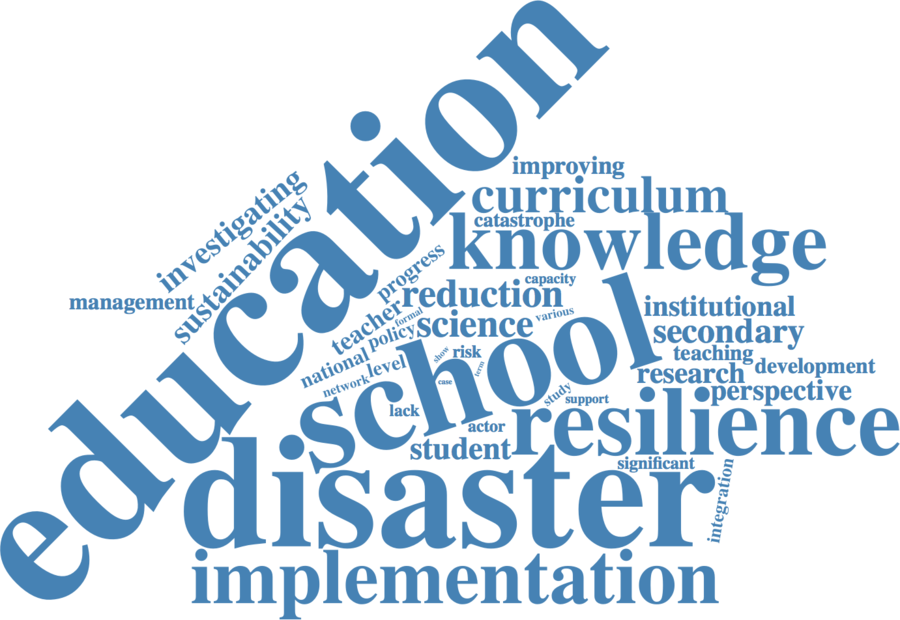 education
improving
curriculum
catastrophe
knowledge
investigating
sustainability
management
progress
capacity
reduction
teacher
formal
policy
science
various
institutional
secondary
national
network
level
show
risk
term
case
school
teaching
development
research
perspective
study
support
lack
actor
student
resilience
significant
integration
disaster
implementation